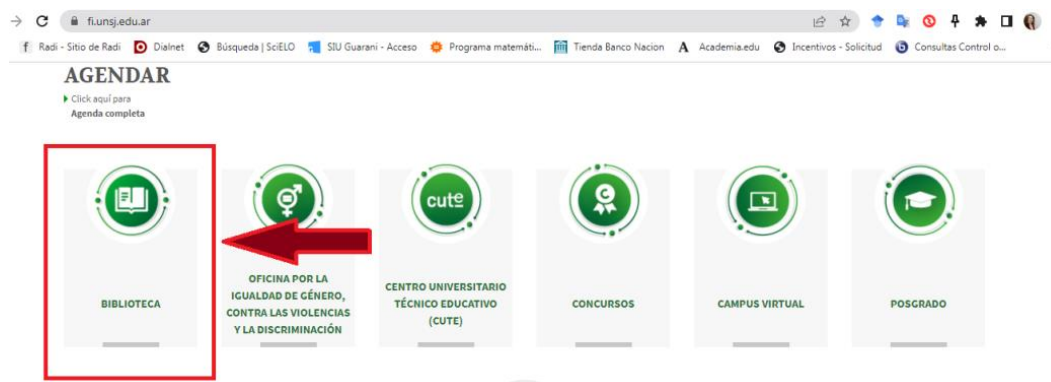 fi.unsj.edu.ar
f Radi - Sitio de Radi Dialnet Búsqueda | SciELO SIU Guarani - Acceso Programa matemáti... Tienda Banco Nacion A Academia.edu Incentivos - Solicitud b Consultas Control o...
AGENDAR
Click aquí para
Agenda completa
cute
C
BIBLIOTECA
OFICINA POR LA
IGUALDAD DE GÉNERO,
CONTRA LAS VIOLENCIAS
Y LA DISCRIMINACIÓN
CENTRO UNIVERSITARIO
TÉCNICO EDUCATIVO
(CUTE)
CONCURSOS
CAMPUS VIRTUAL
POSGRADO